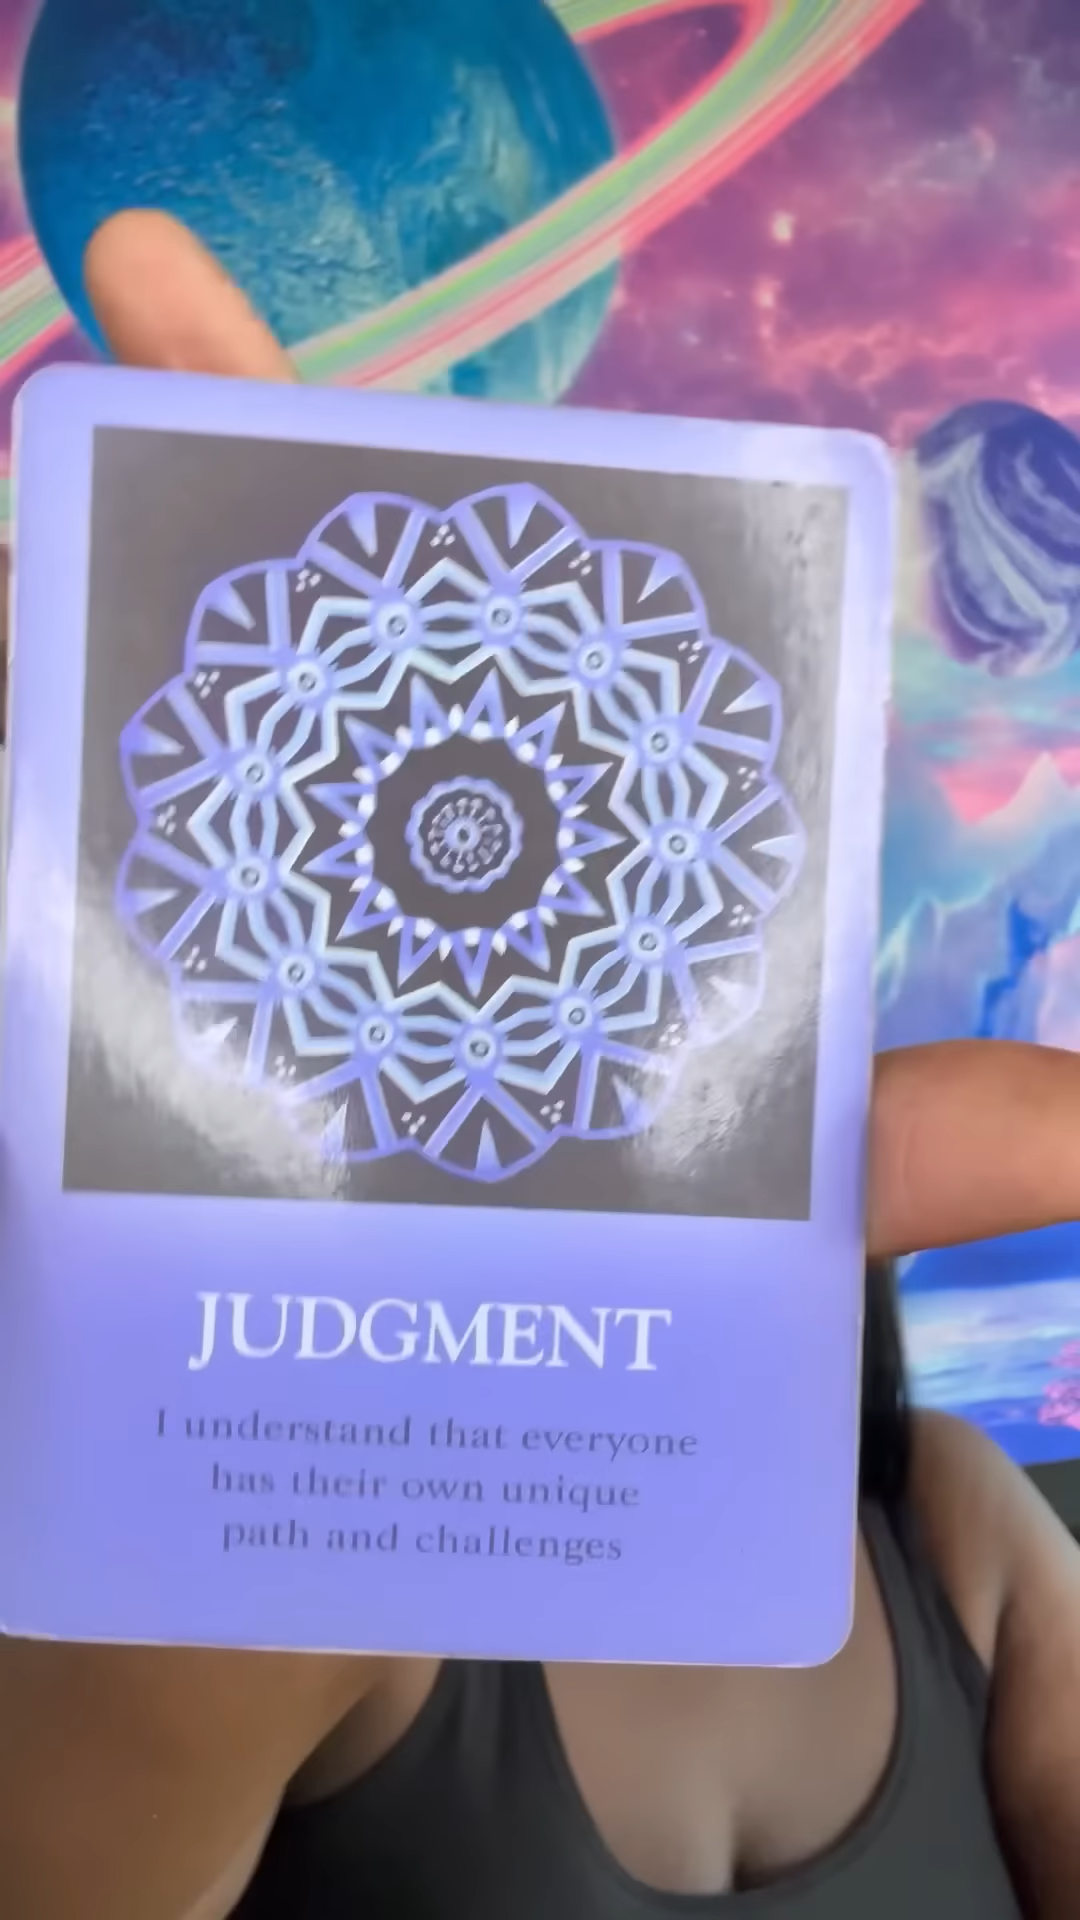 JUDGMENT
I understand that everyone
has their own unique
path and challenges